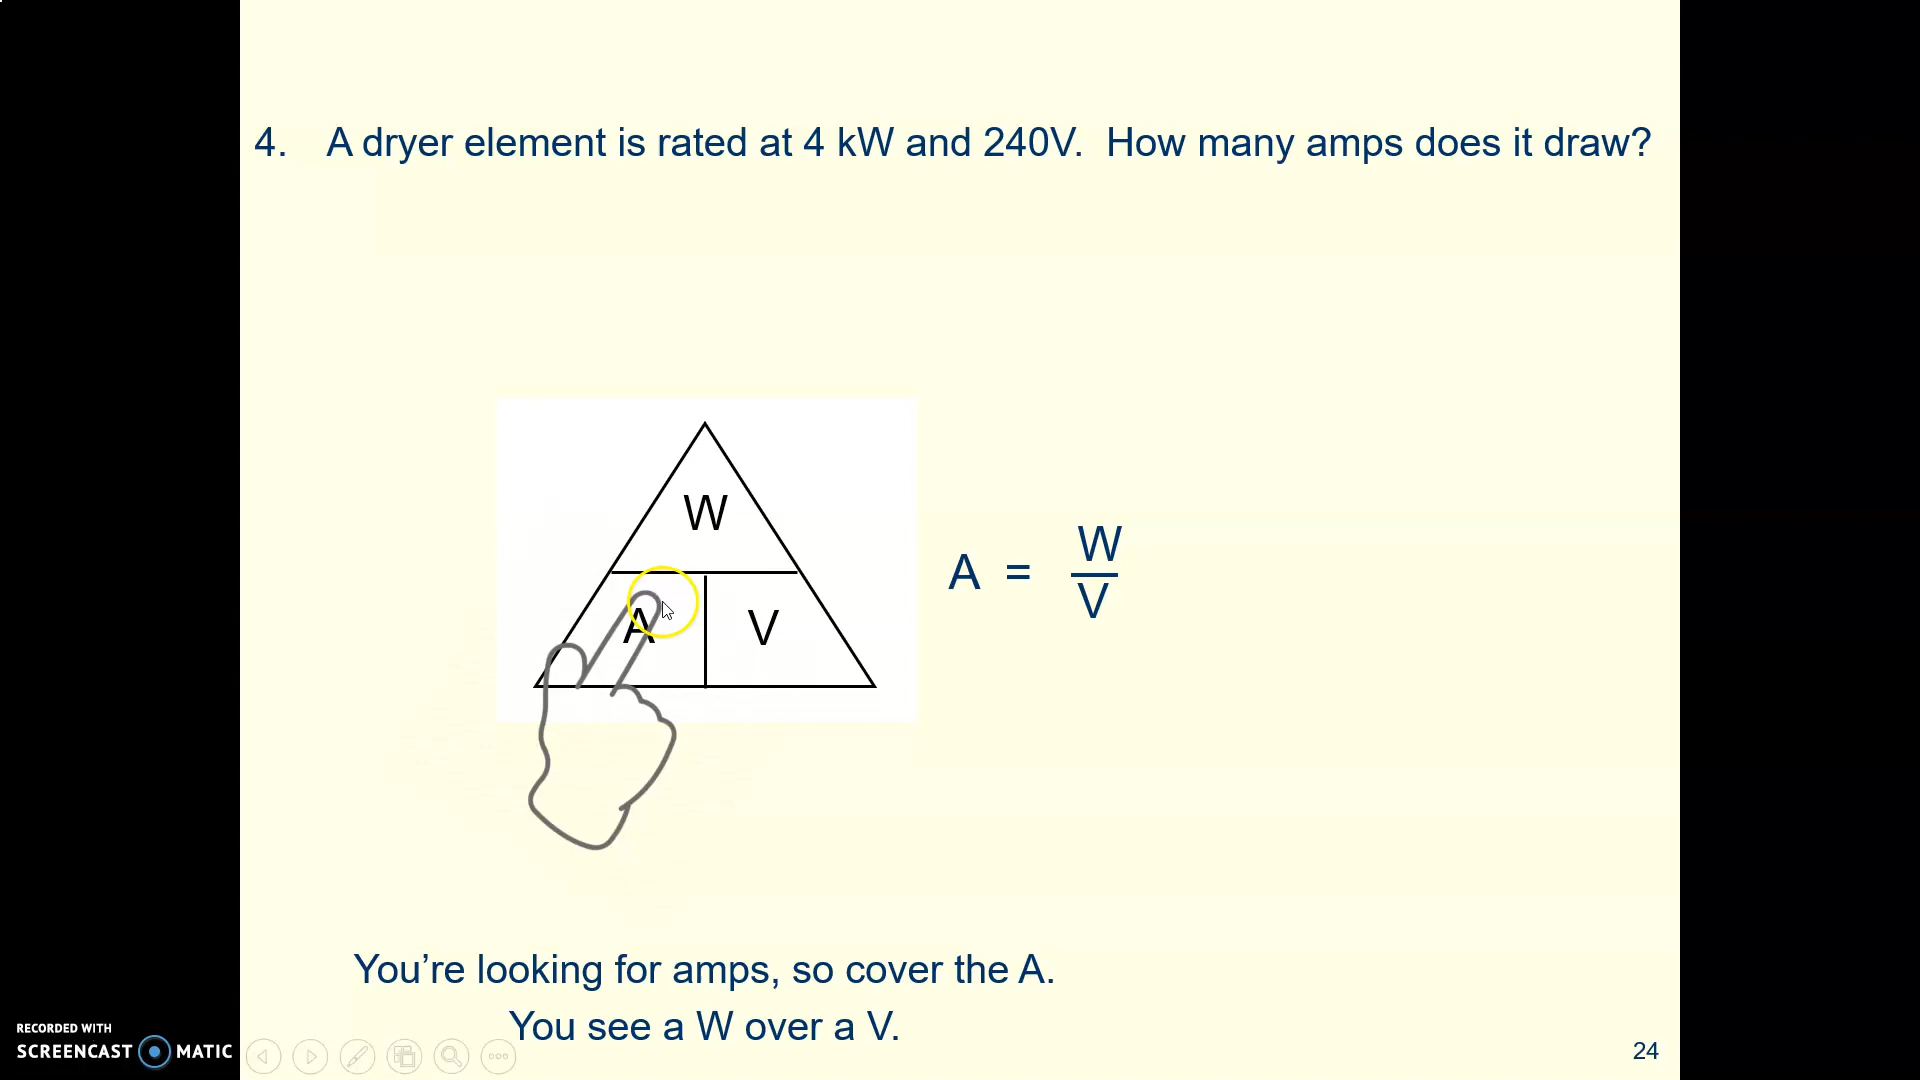 4. A dryer element is rated at 4 kW and 240V. How many amps does it draw?
W
A V
A = W
V
You’re looking for amps, so cover the A.
You see a W over a V.
RECORDED WITH
SCREENCAST MATIC
24